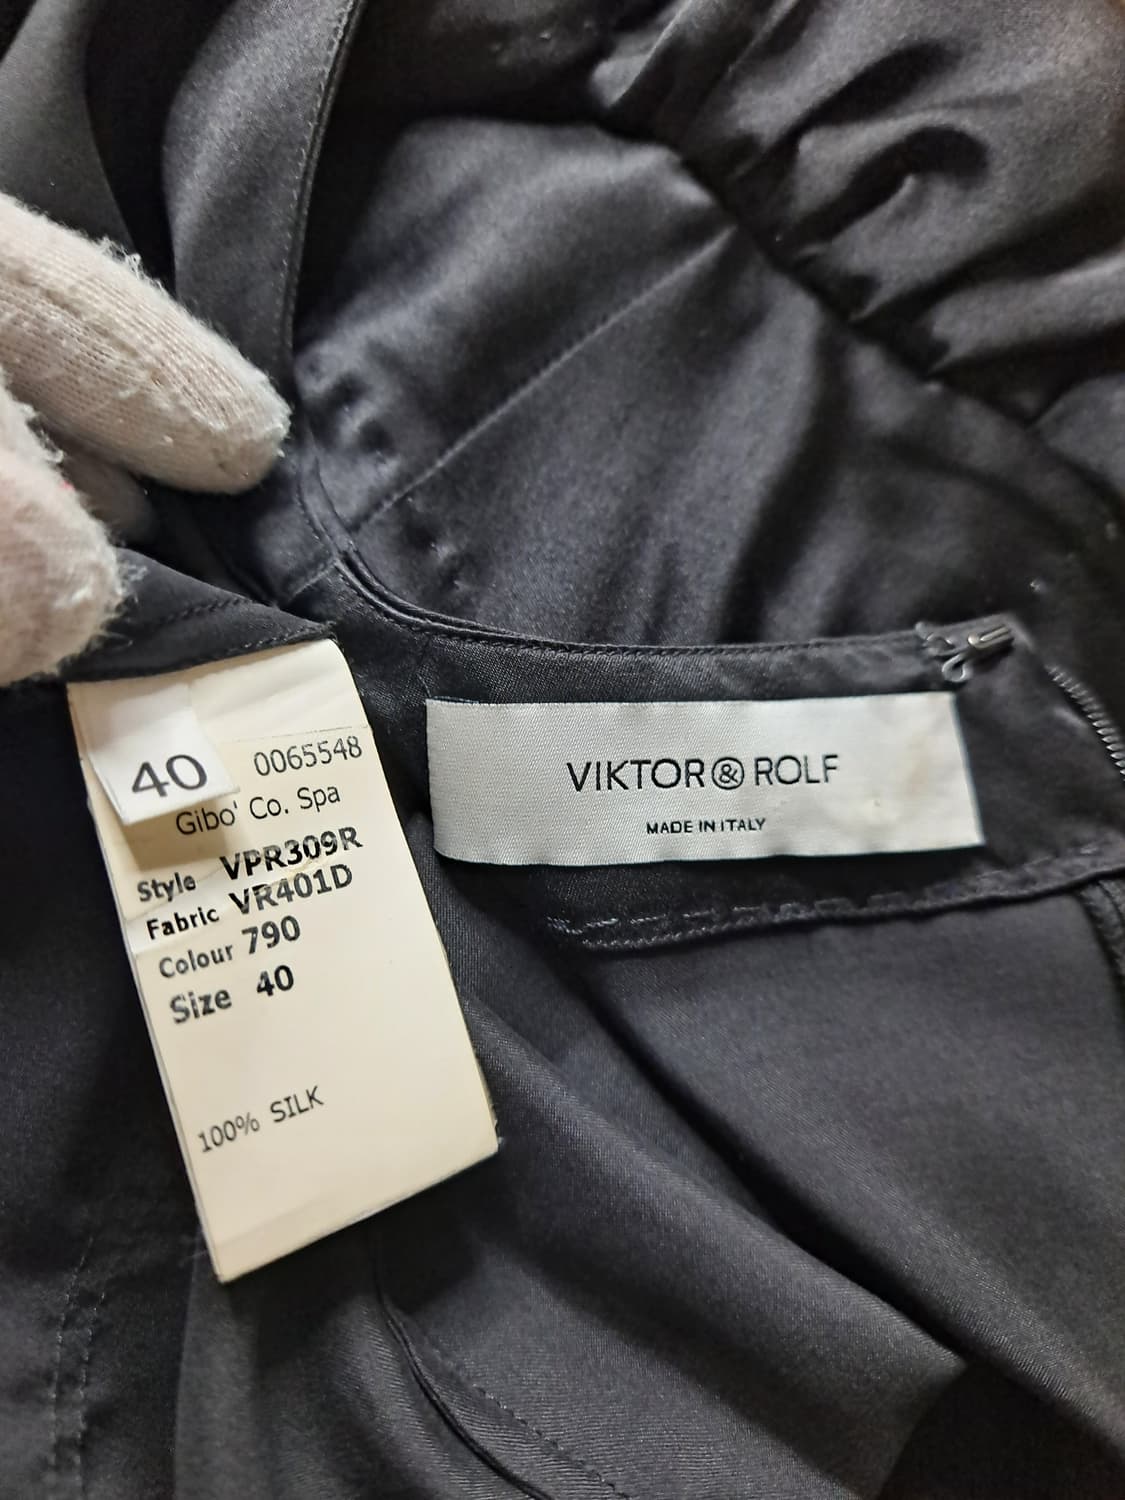 40
0065548
Gibo' Co. Spa
Style VPR309R
Fabric VR401D
Colour 790
Size 40
100% SILK
VIKTOR & ROLF
MADE IN ITALY